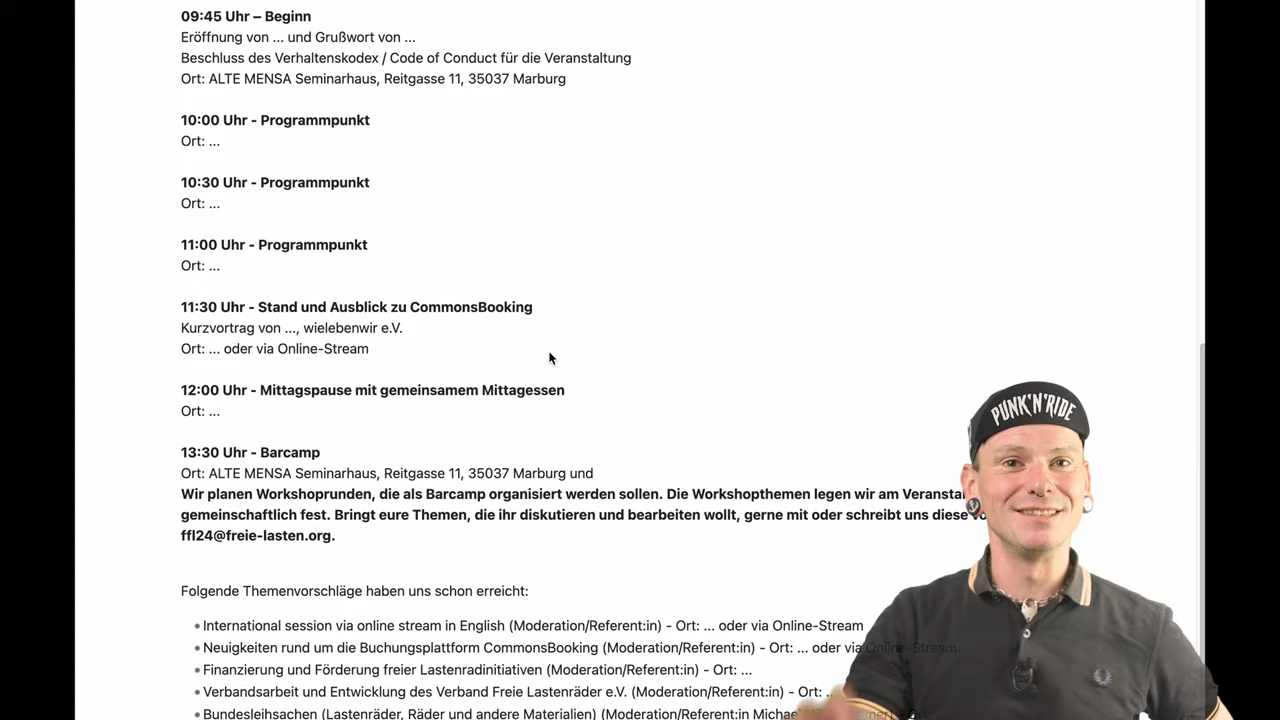 09:45 Uhr – Beginn
Eröffnung von ... und Grußwort von ...
Beschluss des Verhaltenskodex / Code of Conduct für die Veranstaltung
Ort: ALTE MENSA Seminarhaus, Reitgasse 11, 35037 Marburg
10:00 Uhr - Programmpunkt
Ort: ...
10:30 Uhr - Programmpunkt
Ort: ...
11:00 Uhr - Programmpunkt
Ort: ...
11:30 Uhr - Stand und Ausblick zu CommonsBooking
Kurzvortrag von ..., wielebenwir e.V.
Ort: ... oder via Online-Stream
12:00 Uhr - Mittagspause mit gemeinsamem Mittagessen
Ort: ...
13:30 Uhr - Barcamp
Ort: ALTE MENSA Seminarhaus, Reitgasse 11, 35037 Marburg und
Wir planen Workshoprunden, die als Barcamp organisiert werden sollen. Die Workshopthemen legen wir am
gemeinschaftlich fest. Bringt eure Themen, die ihr diskutieren und bearbeiten wollt, gerne mit oder schreibt uns diese
ffl24@freie-lasten.org.
Folgende Themenvorschläge haben uns schon erreicht:
International session via online stream in English (Moderation/Referent:in) - Ort: ... oder via Online-Stream
Neuigkeiten rund um die Buchungsplattform CommonsBooking (Moderation/Referent:in) - Ort: ... oder via Online-Stream
Finanzierung und Förderung freier Lastenradinitiativen (Moderation/Referent:in) - Ort: ...
Verbandsarbeit und Entwicklung des Verband Freie Lastenräder e.V. (Moderation/Referent:in) - Ort: ..
Bundesleihsachen (Lastenräder, Räder und andere Materialien) (Moderation/Referent:in
PUNK'N'RIDE